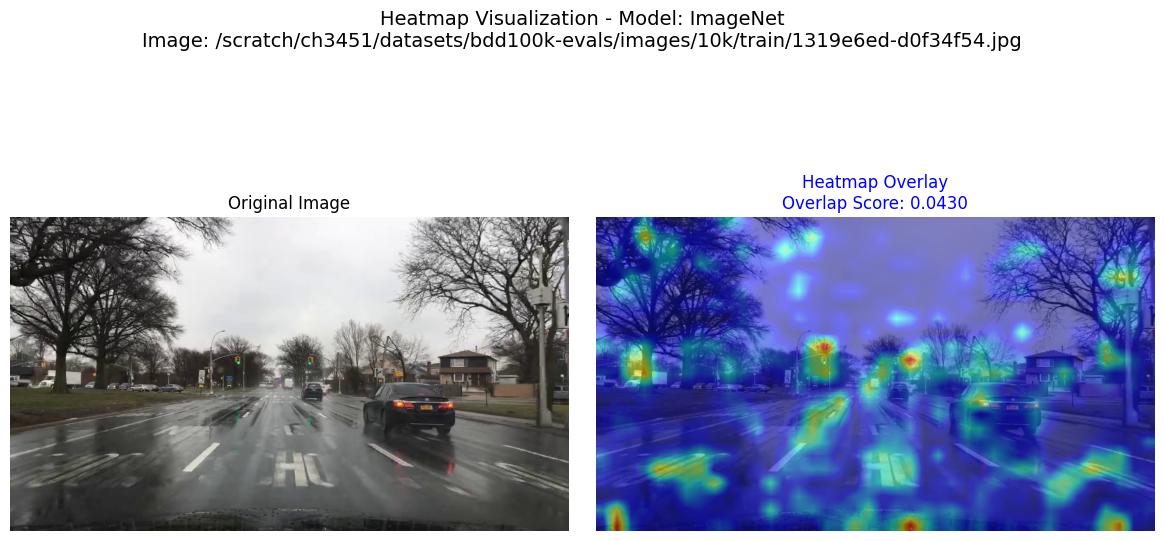 Heatmap Visualization - Model: ImageNet
Image: /scratch/ch3451/datasets/bdd100k-evals/images/10k/train/1319e6ed-d0f34f54.jpg
Original Image
Heatmap Overlay
Overlap Score: 0.0430